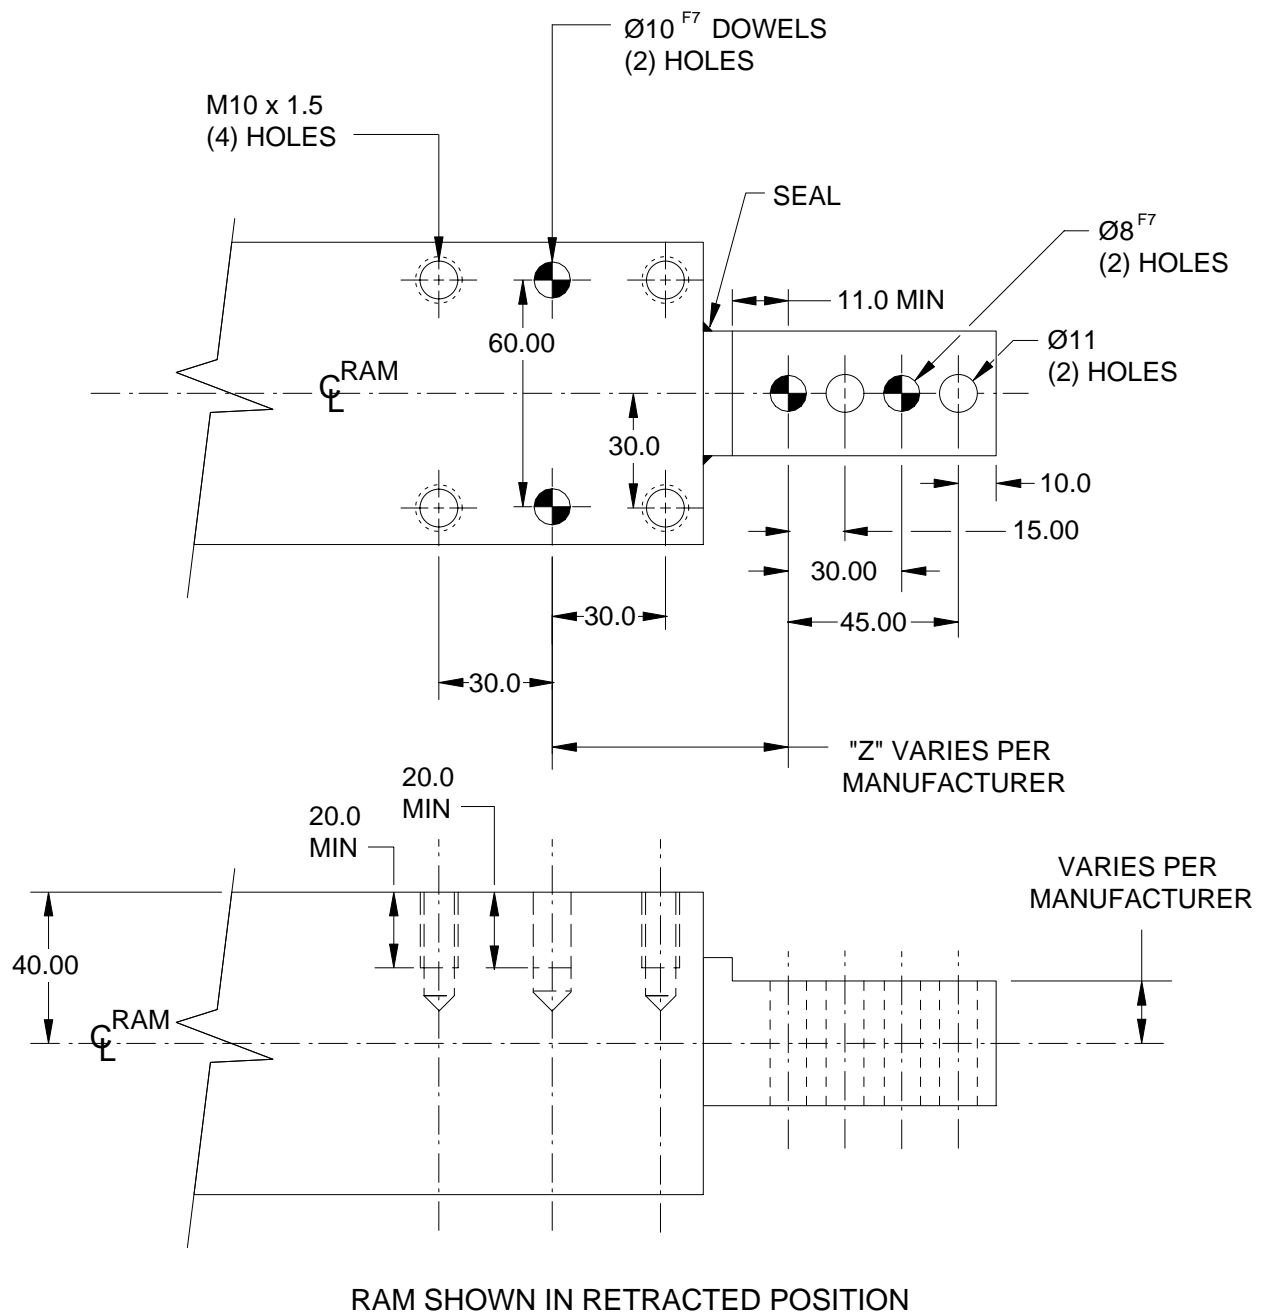 Ø10 F7 DOWELS
(2) HOLES
M10 x 1.5
(4) HOLES
SEAL
Ø8 F7
(2) HOLES
11.0 MIN
60.00
Ø11
(2) HOLES
℄ RAM
30.0
10.0
15.00
30.00
30.0
45.00
30.0
"Z" VARIES PER
MANUFACTURER
20.0
MIN
20.0
MIN
VARIES PER
MANUFACTURER
40.00
℄ RAM
RAM SHOWN IN RETRACTED POSITION